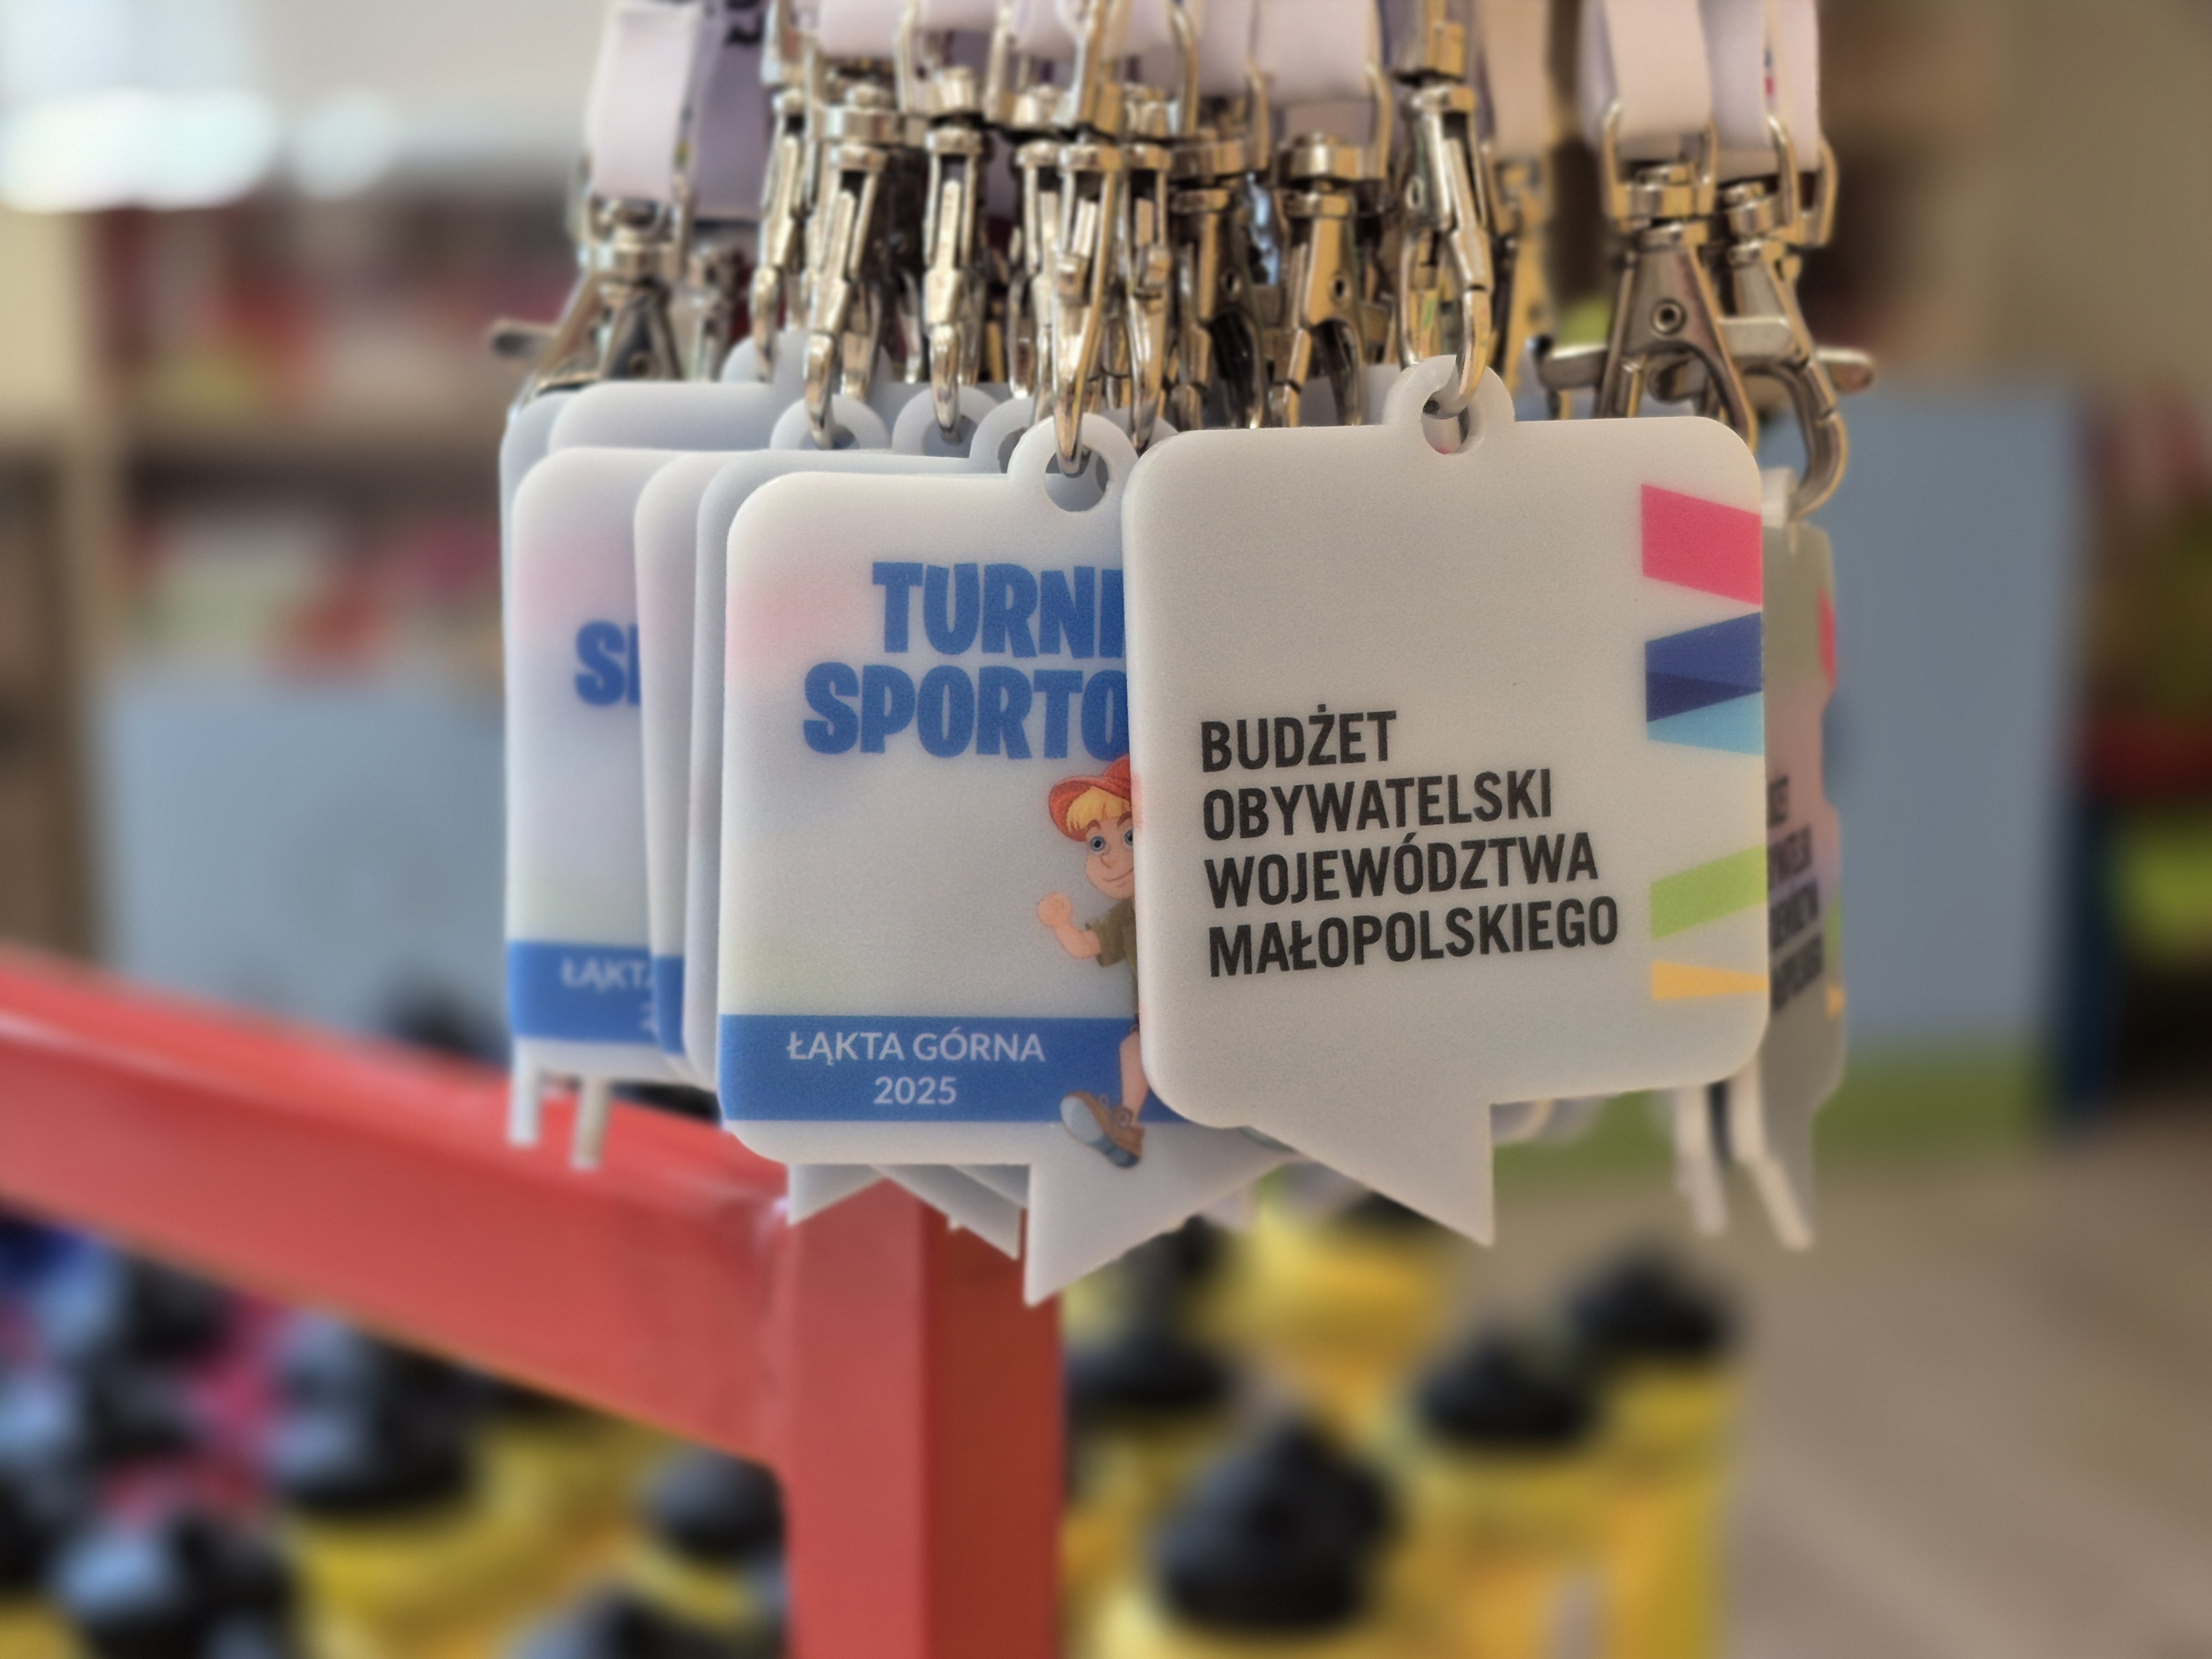 TURNI
SPORTO
ŁĄKTA GÓRNA
2025
BUDŻET
OBYWATELSKI
WOJEWÓDZTWA
MAŁOPOLSKIEGO